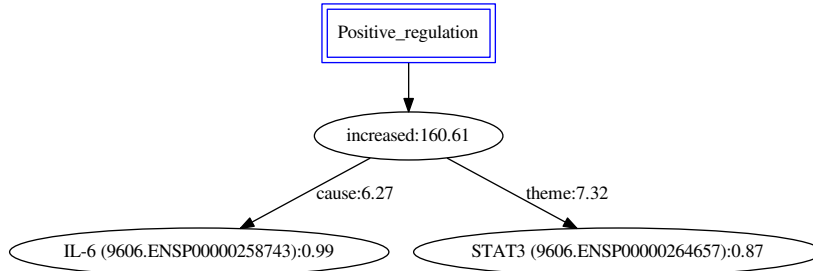 Positive_regulation
increased:160.61
cause:6.27
theme:7.32
IL-6 (9606.ENSP00000258743):0.99
STAT3 (9606.ENSP00000264657):0.87